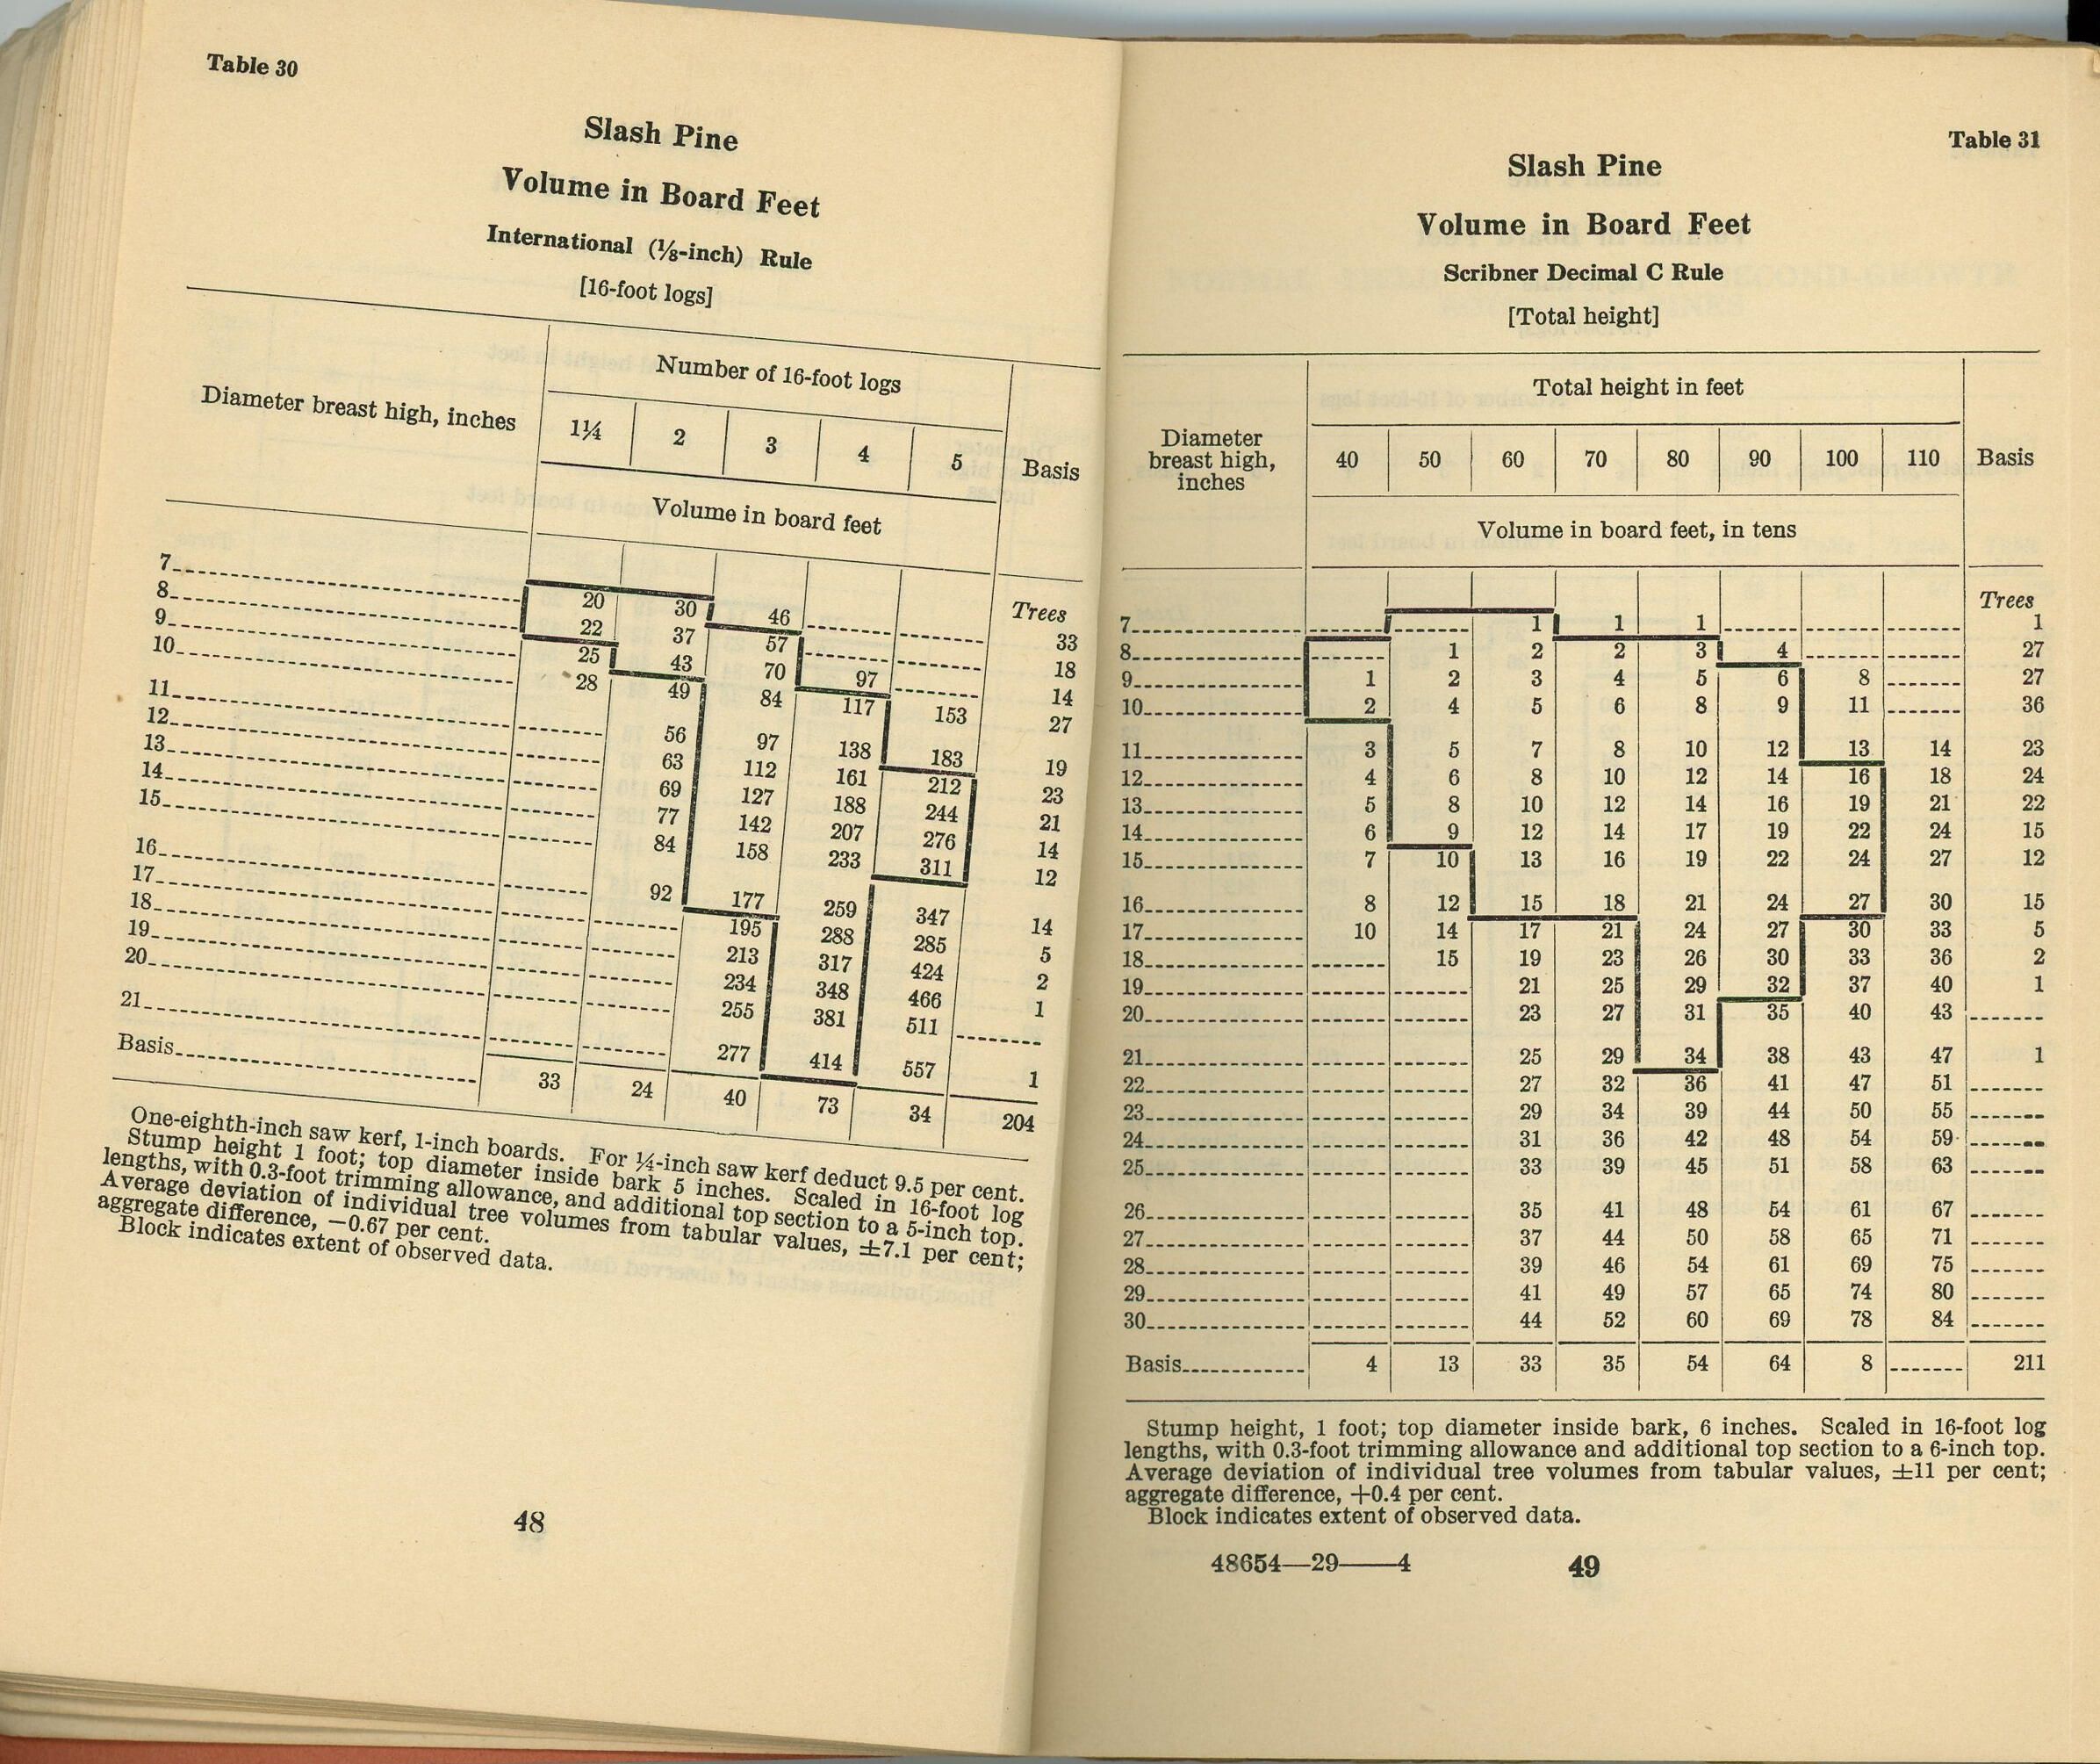 Table 30
Slash Pine
Volume in Board Feet
International (⅛-inch) Rule
[16-foot logs]
Diameter breast high, inches
Number of 16-foot logs
1¼ 2 3 4 5 Basis
Volume in board feet
Trees
7 20 30 46 33
8 22 37 57 18
9 25 43 70 97 14
10 28 49 84 117 153 27
11 56 97 138 183 19
12 63 112 161 212 23
13 69 127 188 244 21
14 77 142 207 276 14
15 84 158 233 311 12
16 92 177 259 347 14
17 195 288 285 5
18 213 317 424 2
19 234 348 466 1
20 255 381 511
21 277 414 557 1
Basis 33 24 40 73 34 204
One-eighth-inch saw kerf, 1-inch boards. For ¼-inch saw kerf deduct 9.5 per cent.
Stump height 1 foot; top diameter inside bark 5 inches. Scaled in 16-foot log
lengths, with 0.3-foot trimming allowance, and additional top section to a 5-inch top.
Average deviation of individual tree volumes from tabular values, ±7.1 per cent;
aggregate difference, −0.67 per cent.
Block indicates extent of observed data.
48
Table 31
Slash Pine
Volume in Board Feet
Scribner Decimal C Rule
[Total height]
Diameter
breast high,
inches
Total height in feet
40 50 60 70 80 90 100 110 Basis
Volume in board feet, in tens
Trees
7 1 1 1 1
8 1 2 2 3 4 27
9 1 2 3 4 5 6 8 27
10 2 4 5 6 8 9 11 36
11 3 5 7 8 10 12 13 14 23
12 4 6 8 10 12 14 16 18 24
13 5 8 10 12 14 16 19 21 22
14 6 9 12 14 17 19 22 24 15
15 7 10 13 16 19 22 24 27 12
16 8 12 15 18 21 24 27 30 15
17 10 14 17 21 24 27 30 33 5
18 15 19 23 26 30 33 36 2
19 21 25 29 32 37 40 1
20 23 27 31 35 40 43
21 25 29 34 38 43 47 1
22 27 32 36 41 47 51
23 29 34 39 44 50 55
24 31 36 42 48 54 59
25 33 39 45 51 58 63
26 35 41 48 54 61 67
27 37 44 50 58 65 71
28 39 46 54 61 69 75
29 41 49 57 65 74 80
30 44 52 60 69 78 84
Basis 4 13 33 35 54 64 8 211
Stump height, 1 foot; top diameter inside bark, 6 inches. Scaled in 16-foot log
lengths, with 0.3-foot trimming allowance and additional top section to a 6-inch top.
Average deviation of individual tree volumes from tabular values, ±11 per cent;
aggregate difference, +0.4 per cent.
Block indicates extent of observed data.
48654—29——4 49